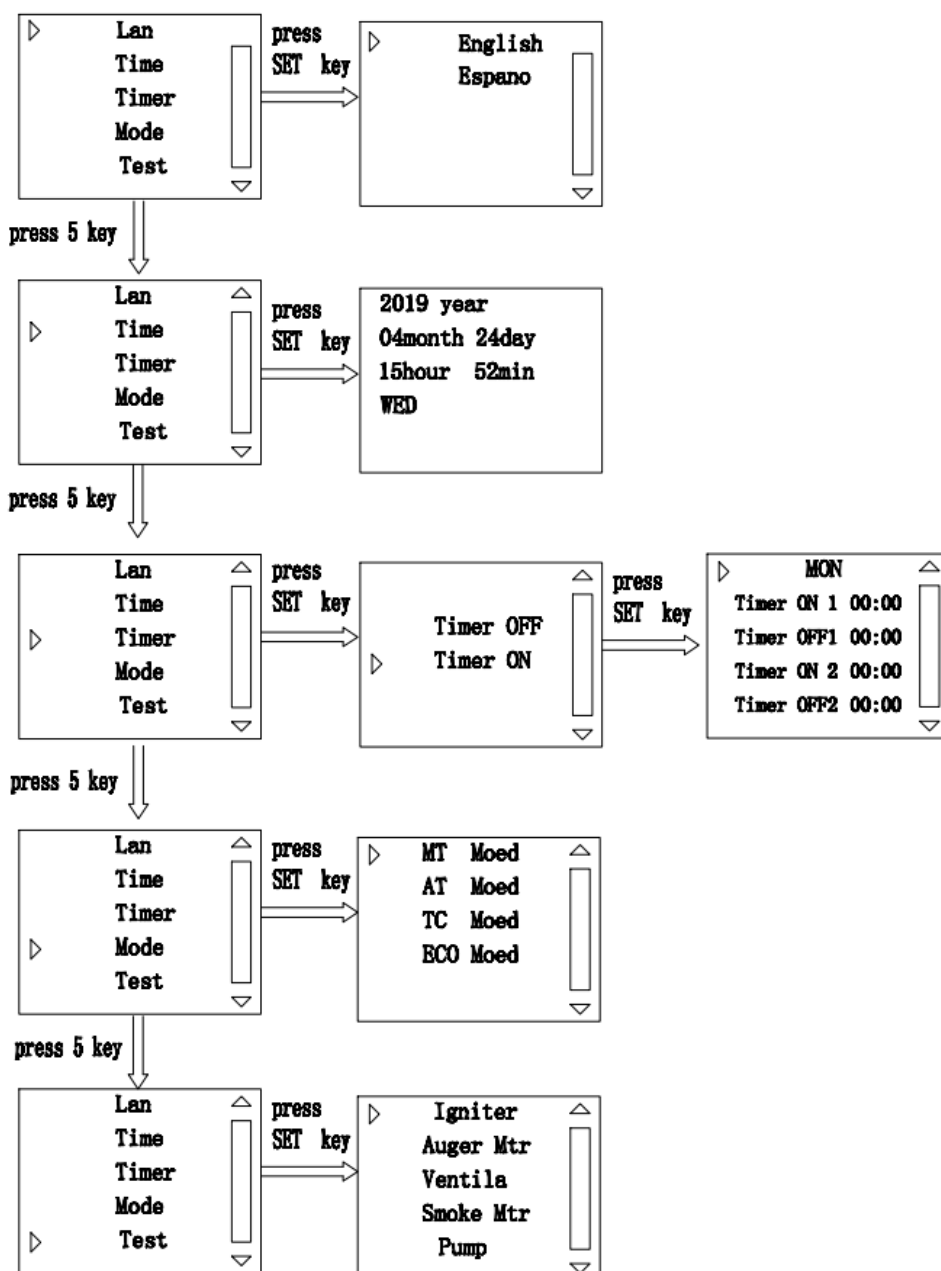 Lan
Time
Timer
Mode
Test
press
SET key
English
Espano
press 5 key
Lan
Time
Timer
Mode
Test
press
SET key
2019 year
04month 24day
15hour 52min
WED
press 5 key
Lan
Time
Timer
Mode
Test
press
SET key
Timer OFF
Timer ON
press
SET key
MON
Timer ON 1 00:00
Timer OFF1 00:00
Timer ON 2 00:00
Timer OFF2 00:00
press 5 key
Lan
Time
Timer
Mode
Test
press
SET key
MT Moed
AT Moed
TC Moed
ECO Moed
press 5 key
Lan
Time
Timer
Mode
Test
press
SET key
Igniter
Auger Mtr
Ventila
Smoke Mtr
Pump